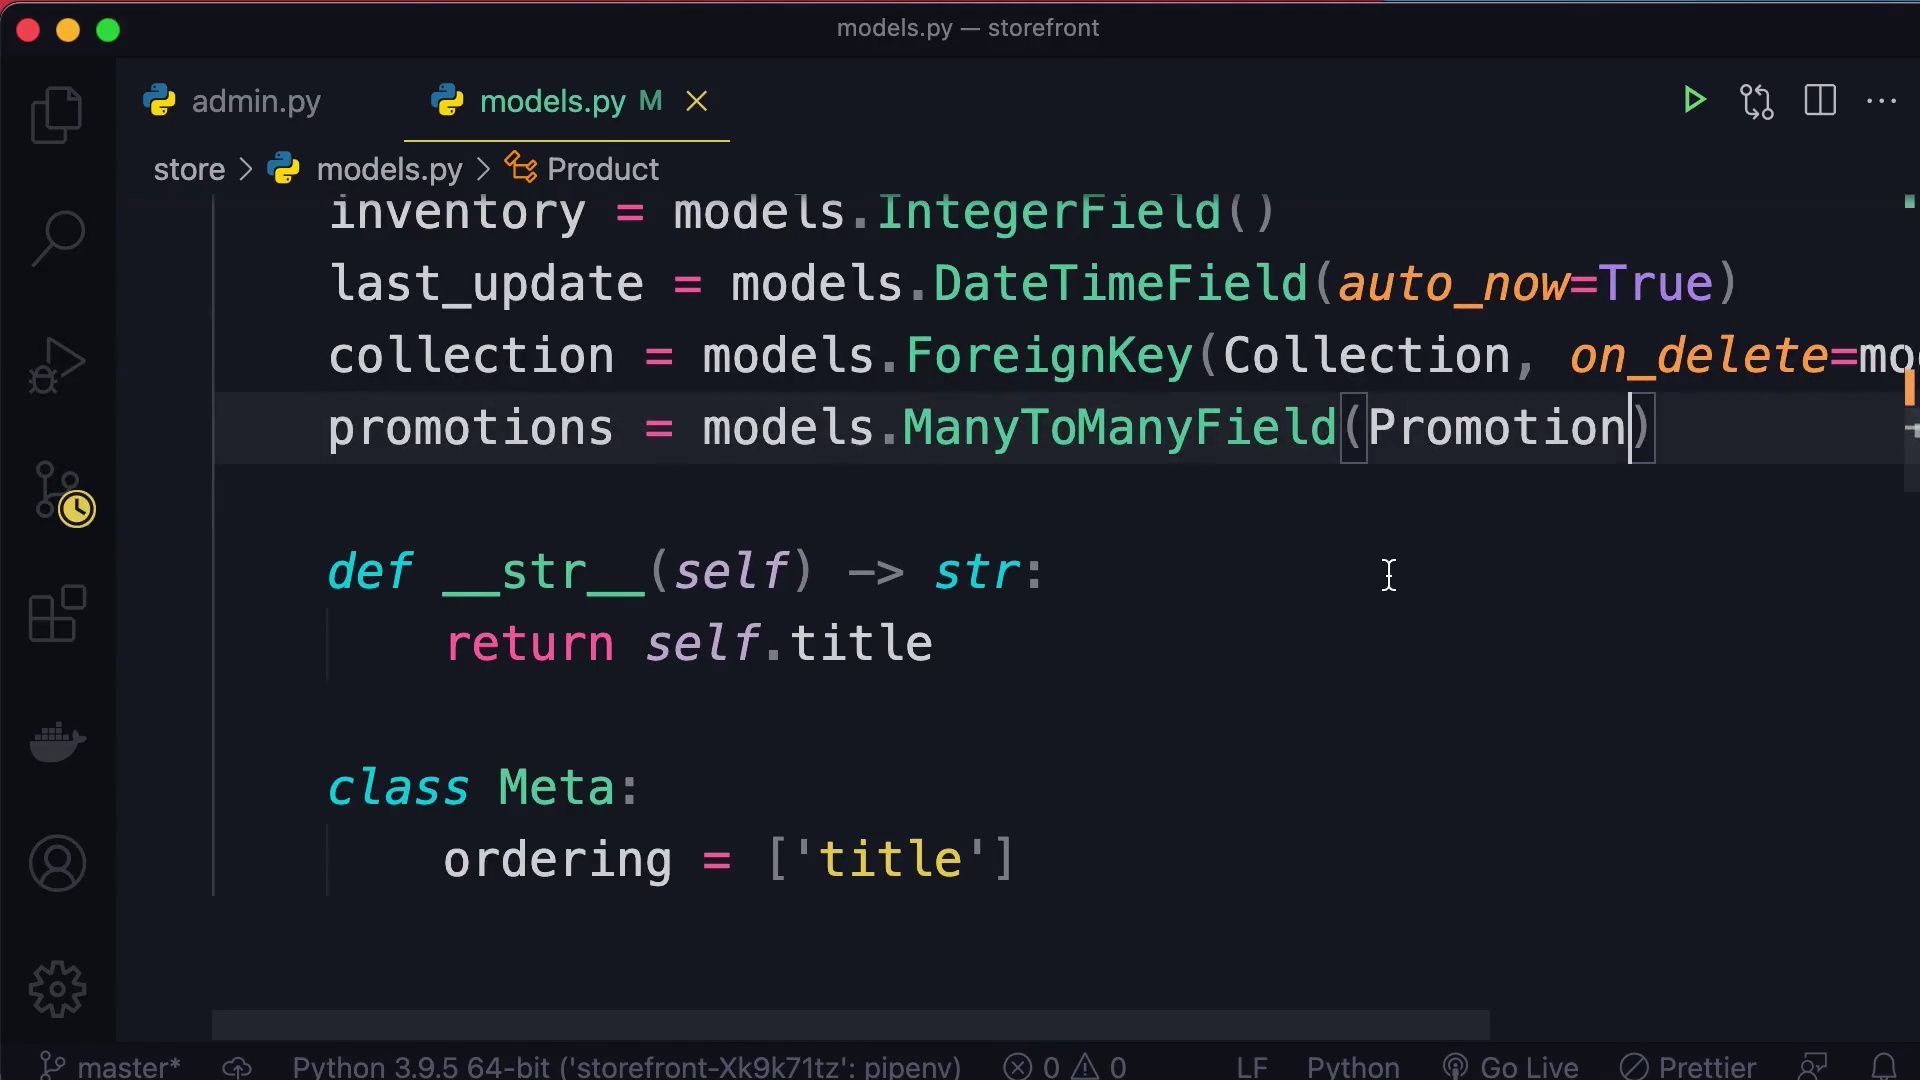 models.py — storefront
admin.py
models.py M
store > models.py > Product
inventory = models.IntegerField()
last_update = models.DateTimeField(auto_now=True)
collection = models.ForeignKey(Collection, on_delete=mo
promotions = models.ManyToManyField(Promotion)
def __str__(self) -> str:
return self.title
class Meta:
ordering = ['title']
master* Python 3.9.5 64-bit ('storefront-Xk9k71tz': pipenv) 0 0 LF Python Go Live Prettier